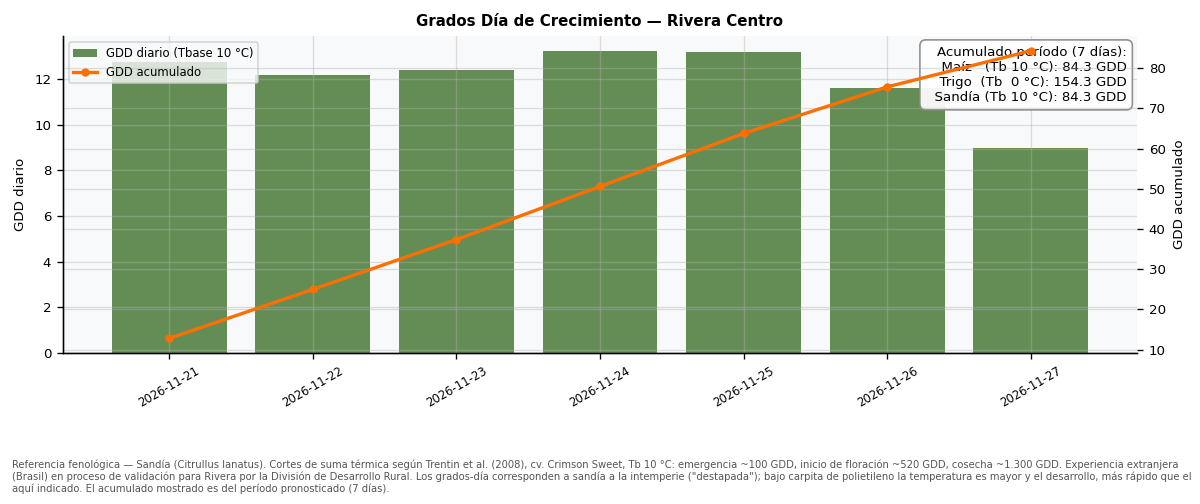 Grados Día de Crecimiento — Rivera Centro
GDD diario (Tbase 10 °C)
GDD acumulado
Acumulado período (7 días):
Maíz (Tb 10 °C): 84.3 GDD
Trigo (Tb 0 °C): 154.3 GDD
Sandía (Tb 10 °C): 84.3 GDD
GDD diario
0
2
4
6
8
10
12
GDD acumulado
10
20
30
40
50
60
70
80
2026-11-21
2026-11-22
2026-11-23
2026-11-24
2026-11-25
2026-11-26
2026-11-27
Referencia fenológica — Sandía (Citrullus lanatus). Cortes de suma térmica según Trentin et al. (2008), cv. Crimson Sweet, Tb 10 °C: emergencia ~100 GDD, inicio de floración ~520 GDD, cosecha ~1.300 GDD. Experiencia extranjera
(Brasil) en proceso de validación para Rivera por la División de Desarrollo Rural. Los grados-día corresponden a sandía a la intemperie ("destapada"); bajo carpita de polietileno la temperatura es mayor y el desarrollo, más rápido que el
aquí indicado. El acumulado mostrado es del período pronosticado (7 días).